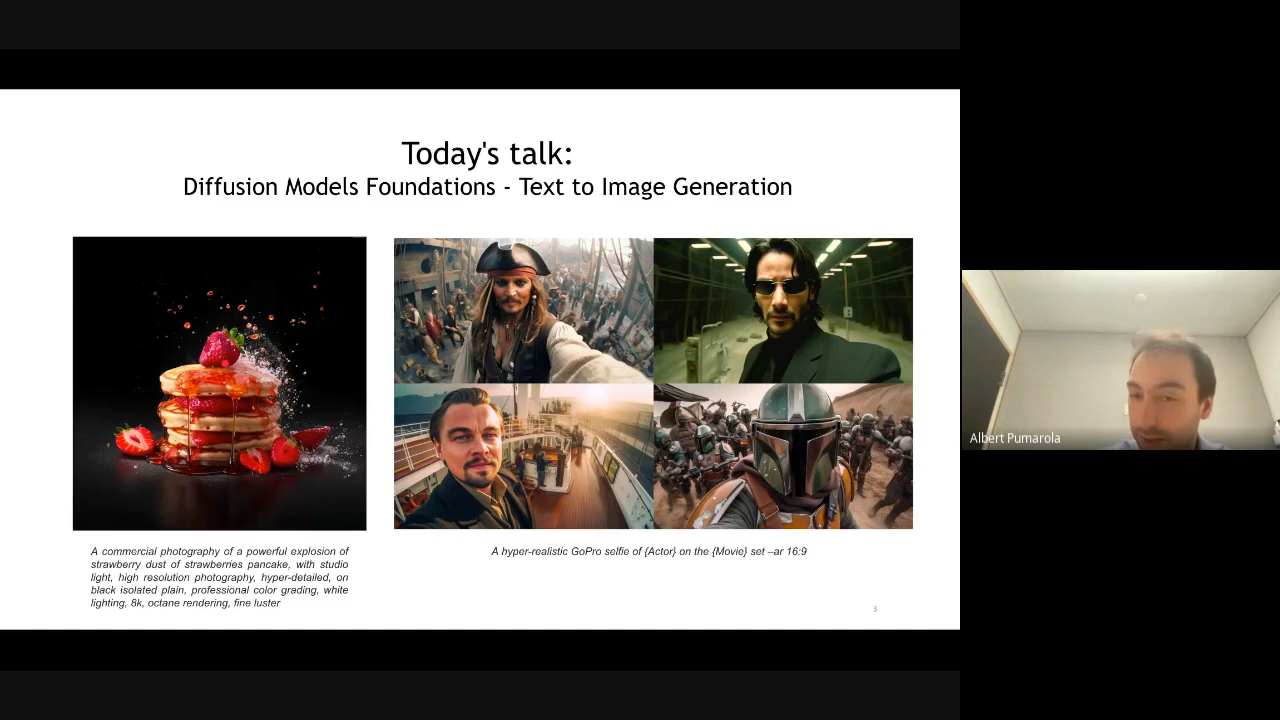 Today's talk:
Diffusion Models Foundations - Text to Image Generation
A commercial photography of a powerful explosion of
strawberry dust of strawberries pancake, with studio
light, high resolution photography, hyper-detailed, on
black isolated plain, professional color grading, white
lighting, 8k, octane rendering, fine luster
A hyper-realistic GoPro selfie of {Actor} on the {Movie} set –ar 16:9
3
Albert Pumarola